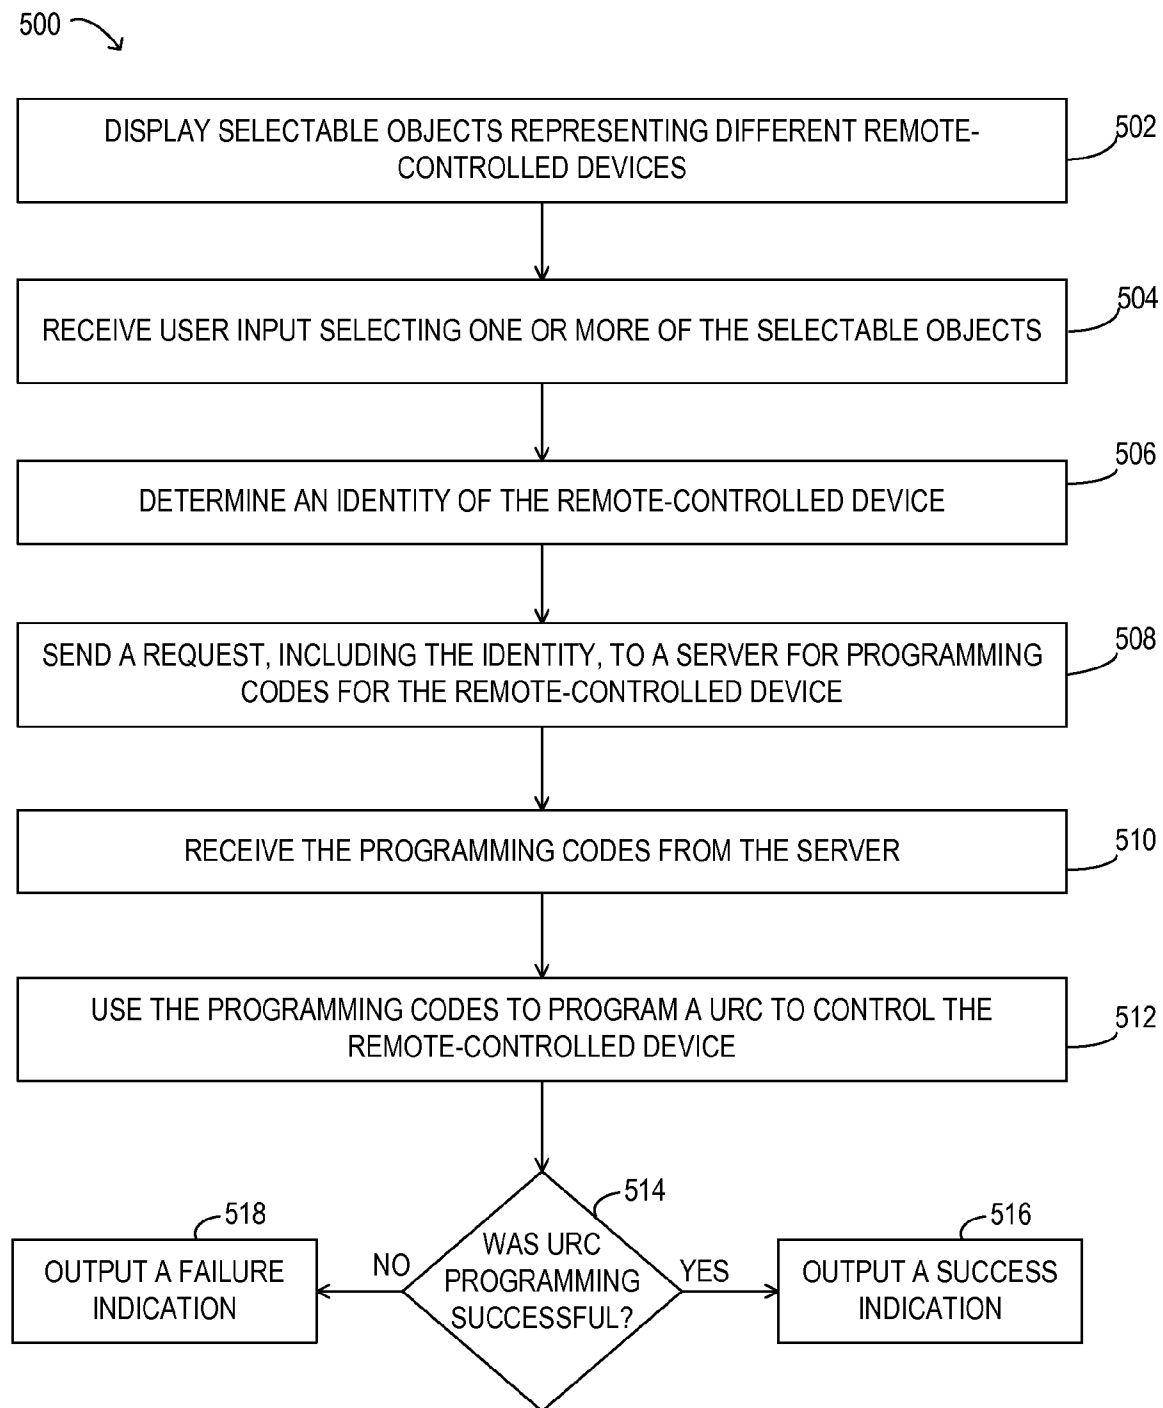 500
DISPLAY SELECTABLE OBJECTS REPRESENTING DIFFERENT REMOTE-
CONTROLLED DEVICES
502
RECEIVE USER INPUT SELECTING ONE OR MORE OF THE SELECTABLE OBJECTS
504
DETERMINE AN IDENTITY OF THE REMOTE-CONTROLLED DEVICE
506
SEND A REQUEST, INCLUDING THE IDENTITY, TO A SERVER FOR PROGRAMMING
CODES FOR THE REMOTE-CONTROLLED DEVICE
508
RECEIVE THE PROGRAMMING CODES FROM THE SERVER
510
USE THE PROGRAMMING CODES TO PROGRAM A URC TO CONTROL THE
REMOTE-CONTROLLED DEVICE
512
WAS URC
PROGRAMMING
SUCCESSFUL?
514
NO
OUTPUT A FAILURE
INDICATION
518
YES
OUTPUT A SUCCESS
INDICATION
516